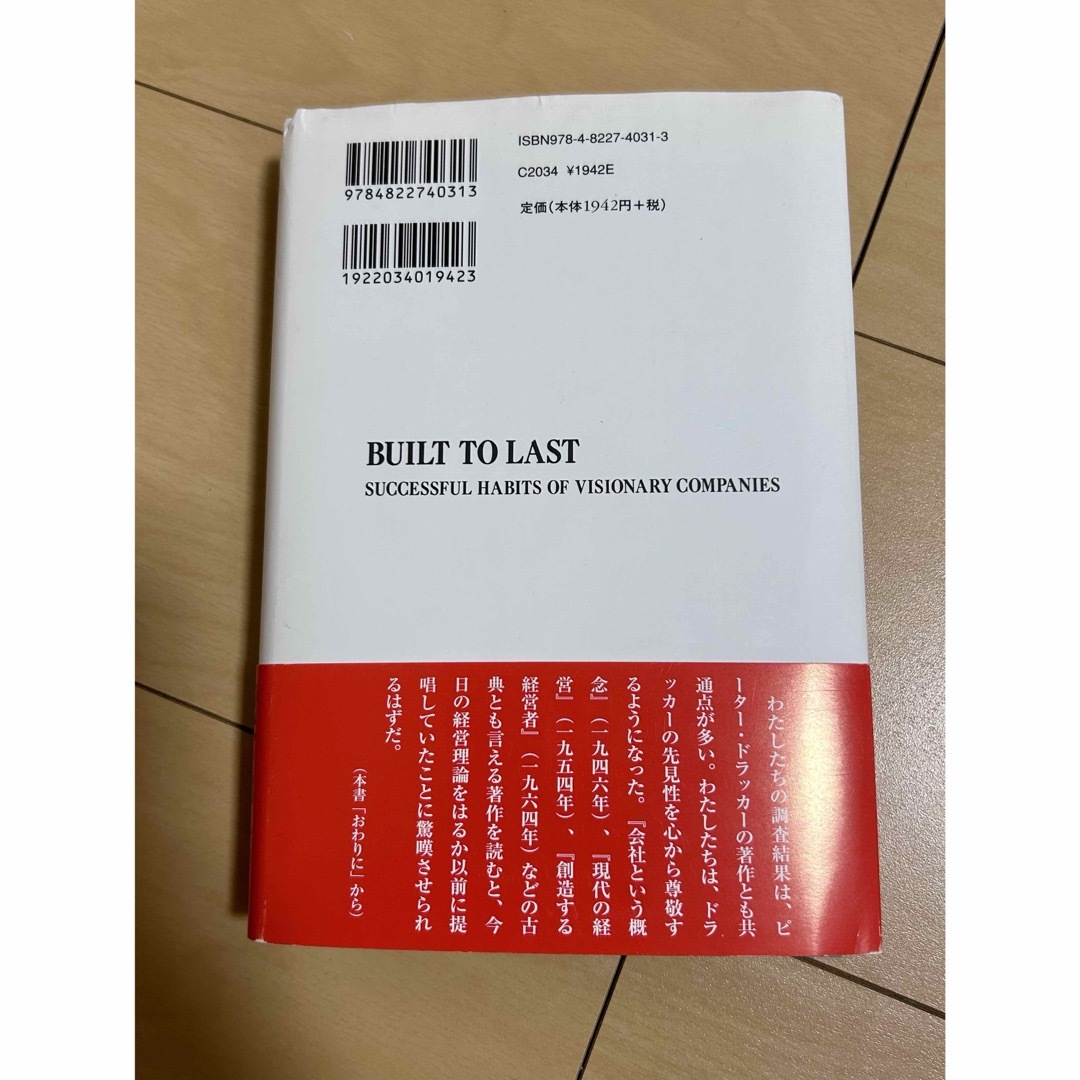 ISBN978-4-8227-4031-3
9784822740313
C2034 ¥1942E
定価(本体1942円+税)
1922034019423
BUILT TO LAST
SUCCESSFUL HABITS OF VISIONARY COMPANIES
わたしたちの調査結果は、ピ
ーター・ドラッカーの著作とも共
通点が多い。わたしたちは、ドラ
ッカーの先見性を心から尊敬す
るようになった。『会社という概
念』(一九四六年)、『現代の経
営』(一九五四年)、『創造する
経営者』(一九六四年)などの古
典とも言える著作を読むと、今
日の経営理論をはるか以前に提
唱していたことに驚嘆させられ
るはずだ。
(本書「おわりに」から)